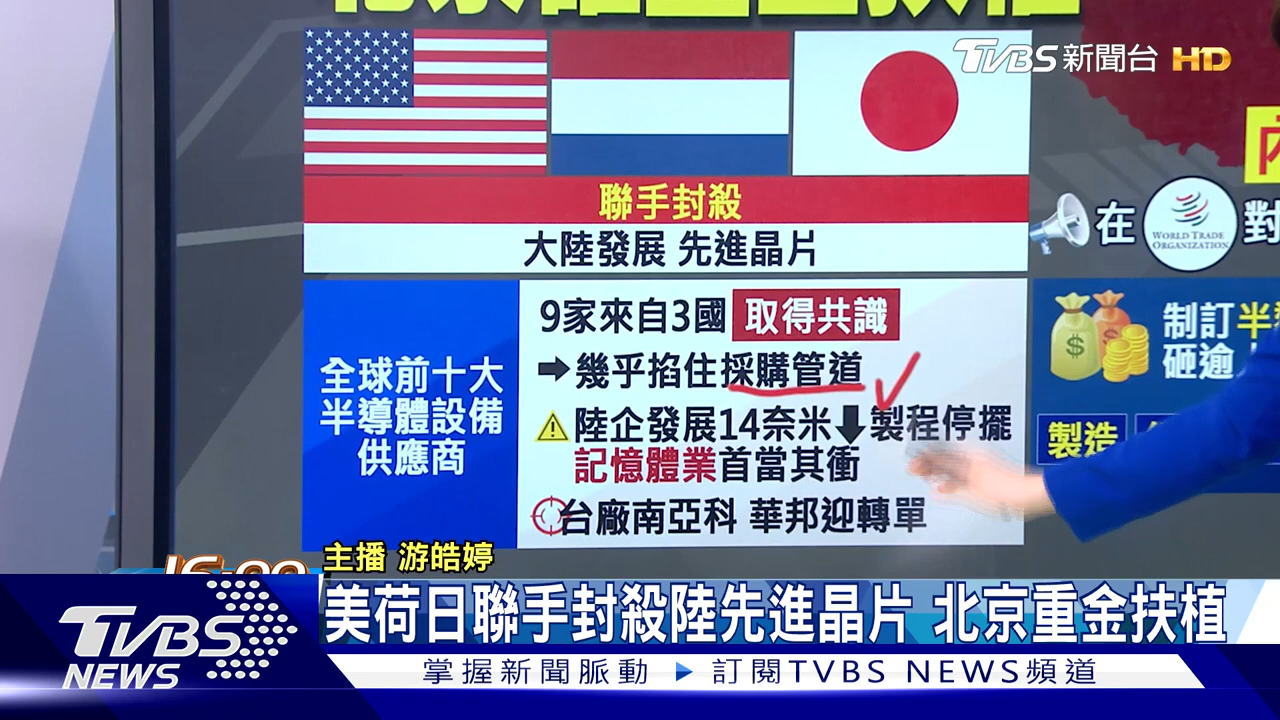 TVBS新聞台 HD
聯手封殺
大陸發展 先進晶片
全球前十大
半導體設備
供應商
9家來自3國 取得共識
➡幾乎掐住採購管道
陸企發展14奈米⬇製程停擺
記憶體業首當其衝
台廠南亞科 華邦迎轉單
在 WORLD TRADE ORGANIZATION 對
制訂半
砸逾
製造
主播 游皓婷
美荷日聯手封殺陸先進晶片 北京重金扶植
TVBS NEWS
掌握新聞脈動 ▶ 訂閱TVBS NEWS頻道